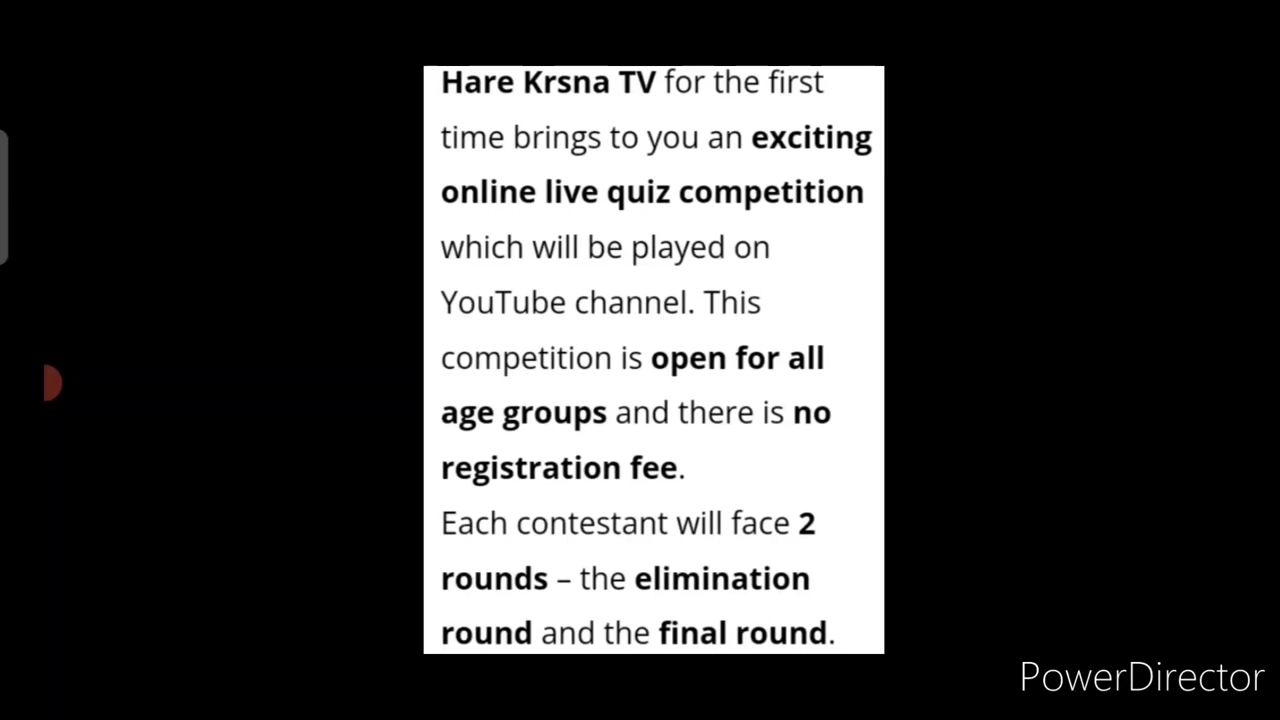 Hare Krsna TV for the first
time brings to you an exciting
online live quiz competition
which will be played on
YouTube channel. This
competition is open for all
age groups and there is no
registration fee.
Each contestant will face 2
rounds – the elimination
round and the final round.
PowerDirector